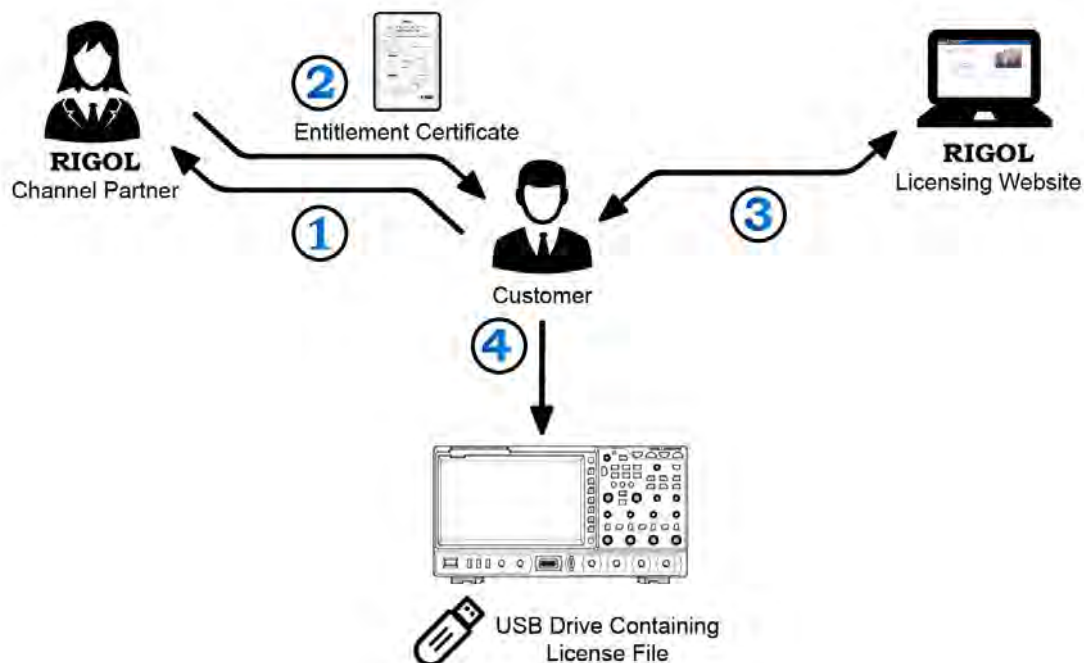 2
Entitlement Certificate
RIGOL
Channel Partner
1
RIGOL
Licensing Website
3
Customer
4
USB Drive Containing
License File